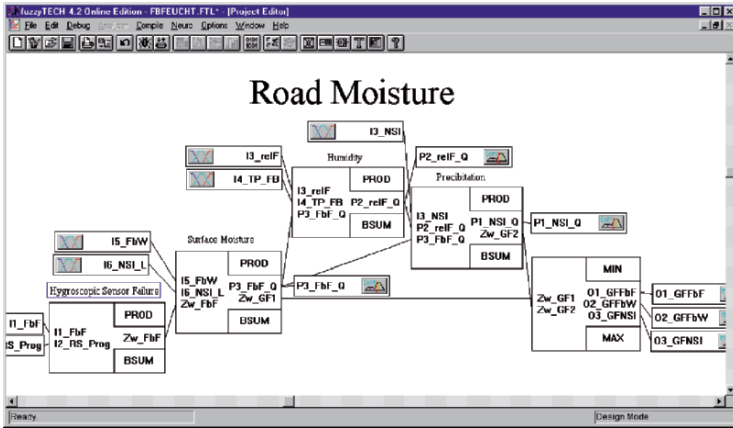 fuzzyTECH 4.2 Online Edition - FBFEUCHT.FTL* - [Project Editor]
File Edit Debug Analyzer Compile Neuro Options Window Help
Road Moisture
I3_NSI
I3_relF
I4_TP_FB
Humidity
PROD
I3_relF
I4_TP_FB P2_relF_Q
P3_FbF_Q
BSUM
P2_relF_Q
Precibitation
PROD
I3_NSI
P2_relF_Q P1_NSI_Q
P3_FbF_Q Zw_GF2
BSUM
P1_NSI_Q
I5_FbW
I6_NSI_L
Surface Moisture
PROD
I5_FbW
I6_NSI_L P3_FbF_Q
Zw_FbF Zw_GF1
BSUM
P3_FbF_Q
Hygroscopic Sensor Failure
I1_FbF
RS_Prog
PROD
I1_FbF
I2_RS_Prog Zw_FbF
BSUM
MIN
Zw_GF1 O1_GFFbF
Zw_GF2 O2_GFFbW
O3_GFNSI
MAX
O1_GFFbF
O2_GFFbW
O3_GFNSI
Ready.
Design Mode